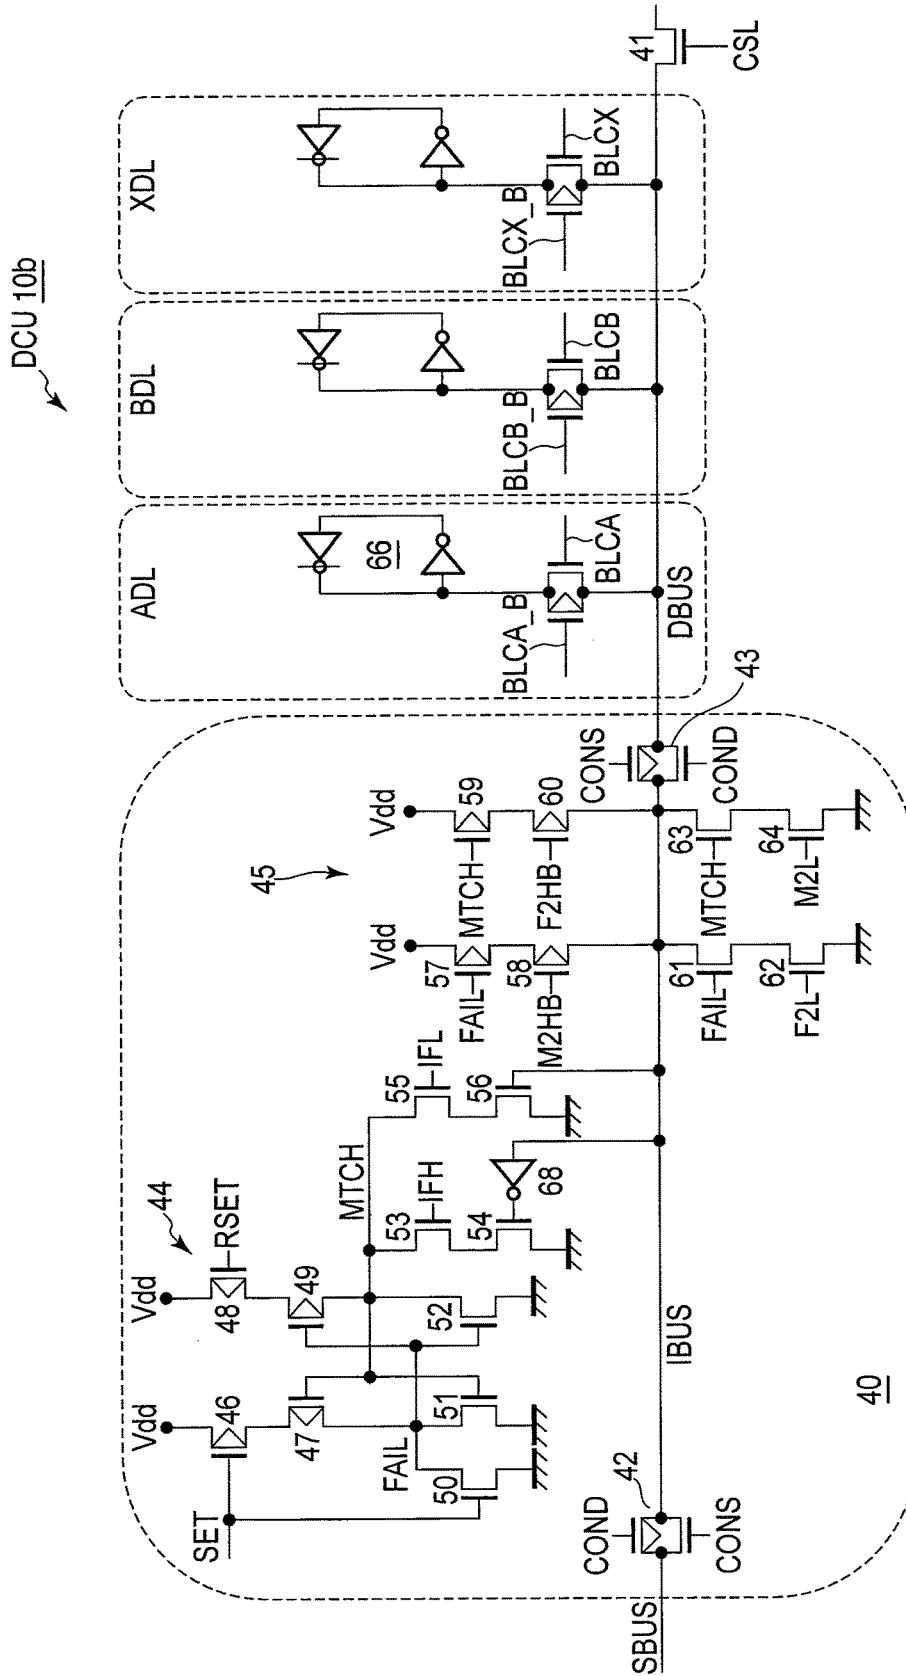 DCU 10b
ADL
BDL
XDL
66
BLCA_B
BLCA
BLCB_B
BLCB
BLCX_B
BLCX
DBUS
41
CSL
44
45
Vdd
Vdd
Vdd
Vdd
SET
46
47
RSET
48
49
FAIL
50
51
52
MTCH
53
IFH
54
55
IFL
56
68
57
FAIL
58
M2HB
59
MTCH
60
F2HB
61
FAIL
62
F2L
63
MTCH
64
M2L
CONS
COND
43
SBUS
COND
CONS
42
IBUS
40